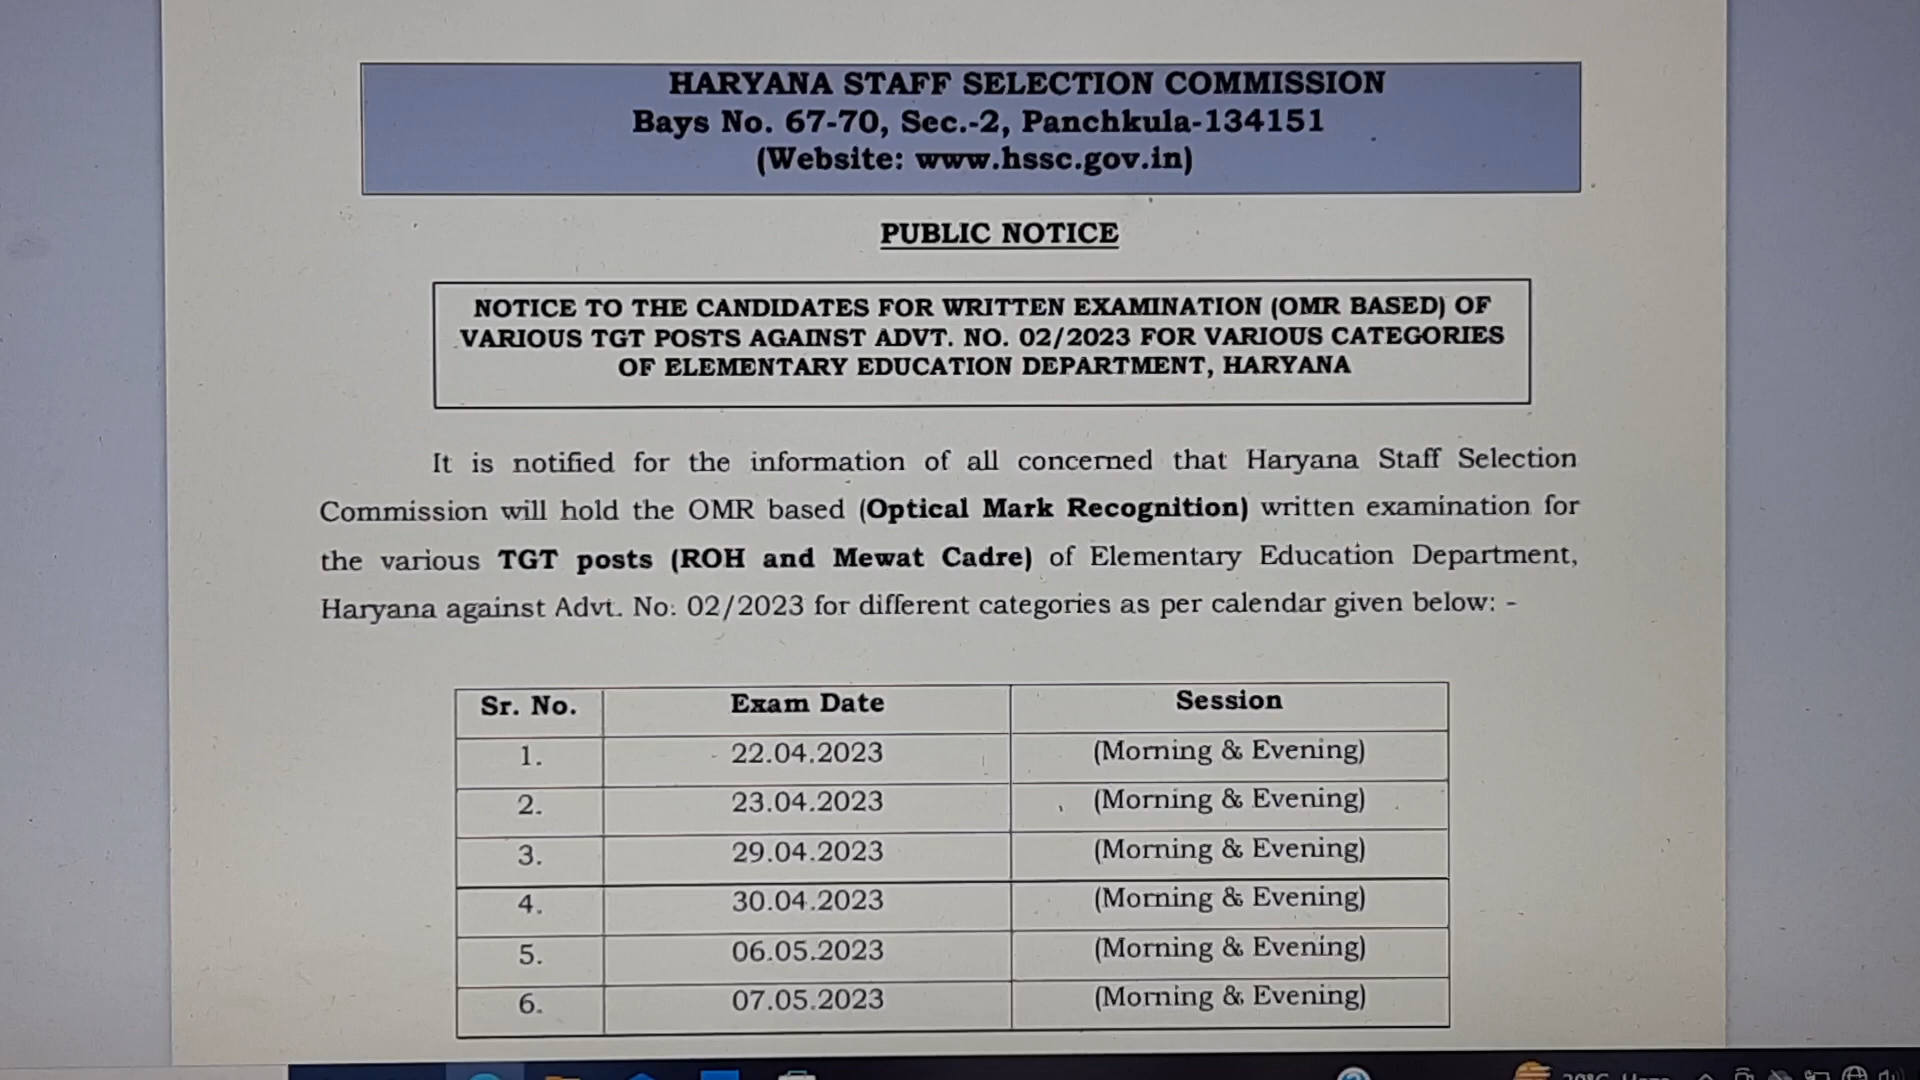 HARYANA STAFF SELECTION COMMISSION
Bays No. 67-70, Sec.-2, Panchkula-134151
(Website: www.hssc.gov.in)
PUBLIC NOTICE
NOTICE TO THE CANDIDATES FOR WRITTEN EXAMINATION (OMR BASED) OF
VARIOUS TGT POSTS AGAINST ADVT. NO. 02/2023 FOR VARIOUS CATEGORIES
OF ELEMENTARY EDUCATION DEPARTMENT, HARYANA
It is notified for the information of all concerned that Haryana Staff Selection
Commission will hold the OMR based (Optical Mark Recognition) written examination for
the various TGT posts (ROH and Mewat Cadre) of Elementary Education Department,
Haryana against Advt. No: 02/2023 for different categories as per calendar given below: -
Sr. No. Exam Date Session
1. 22.04.2023 (Morning & Evening)
2. 23.04.2023 (Morning & Evening)
3. 29.04.2023 (Morning & Evening)
4. 30.04.2023 (Morning & Evening)
5. 06.05.2023 (Morning & Evening)
6. 07.05.2023 (Morning & Evening)